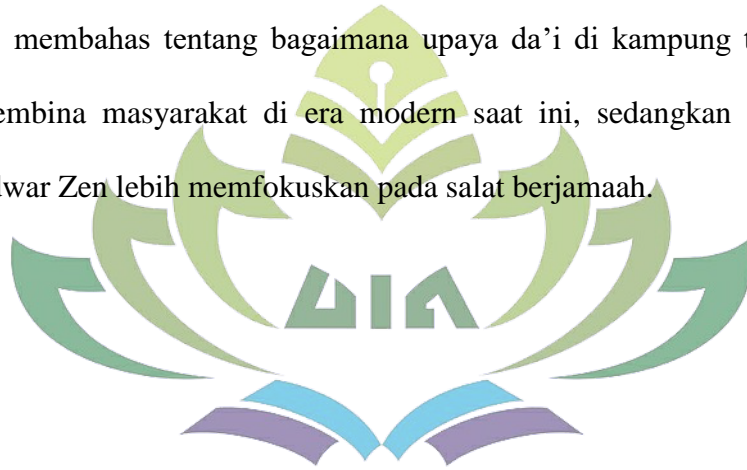 membahas tentang bagaimana upaya da’i di kampung
embina masyarakat di era modern saat ini, sedangkan
dwar Zen lebih memfokuskan pada salat berjamaah.
UIN